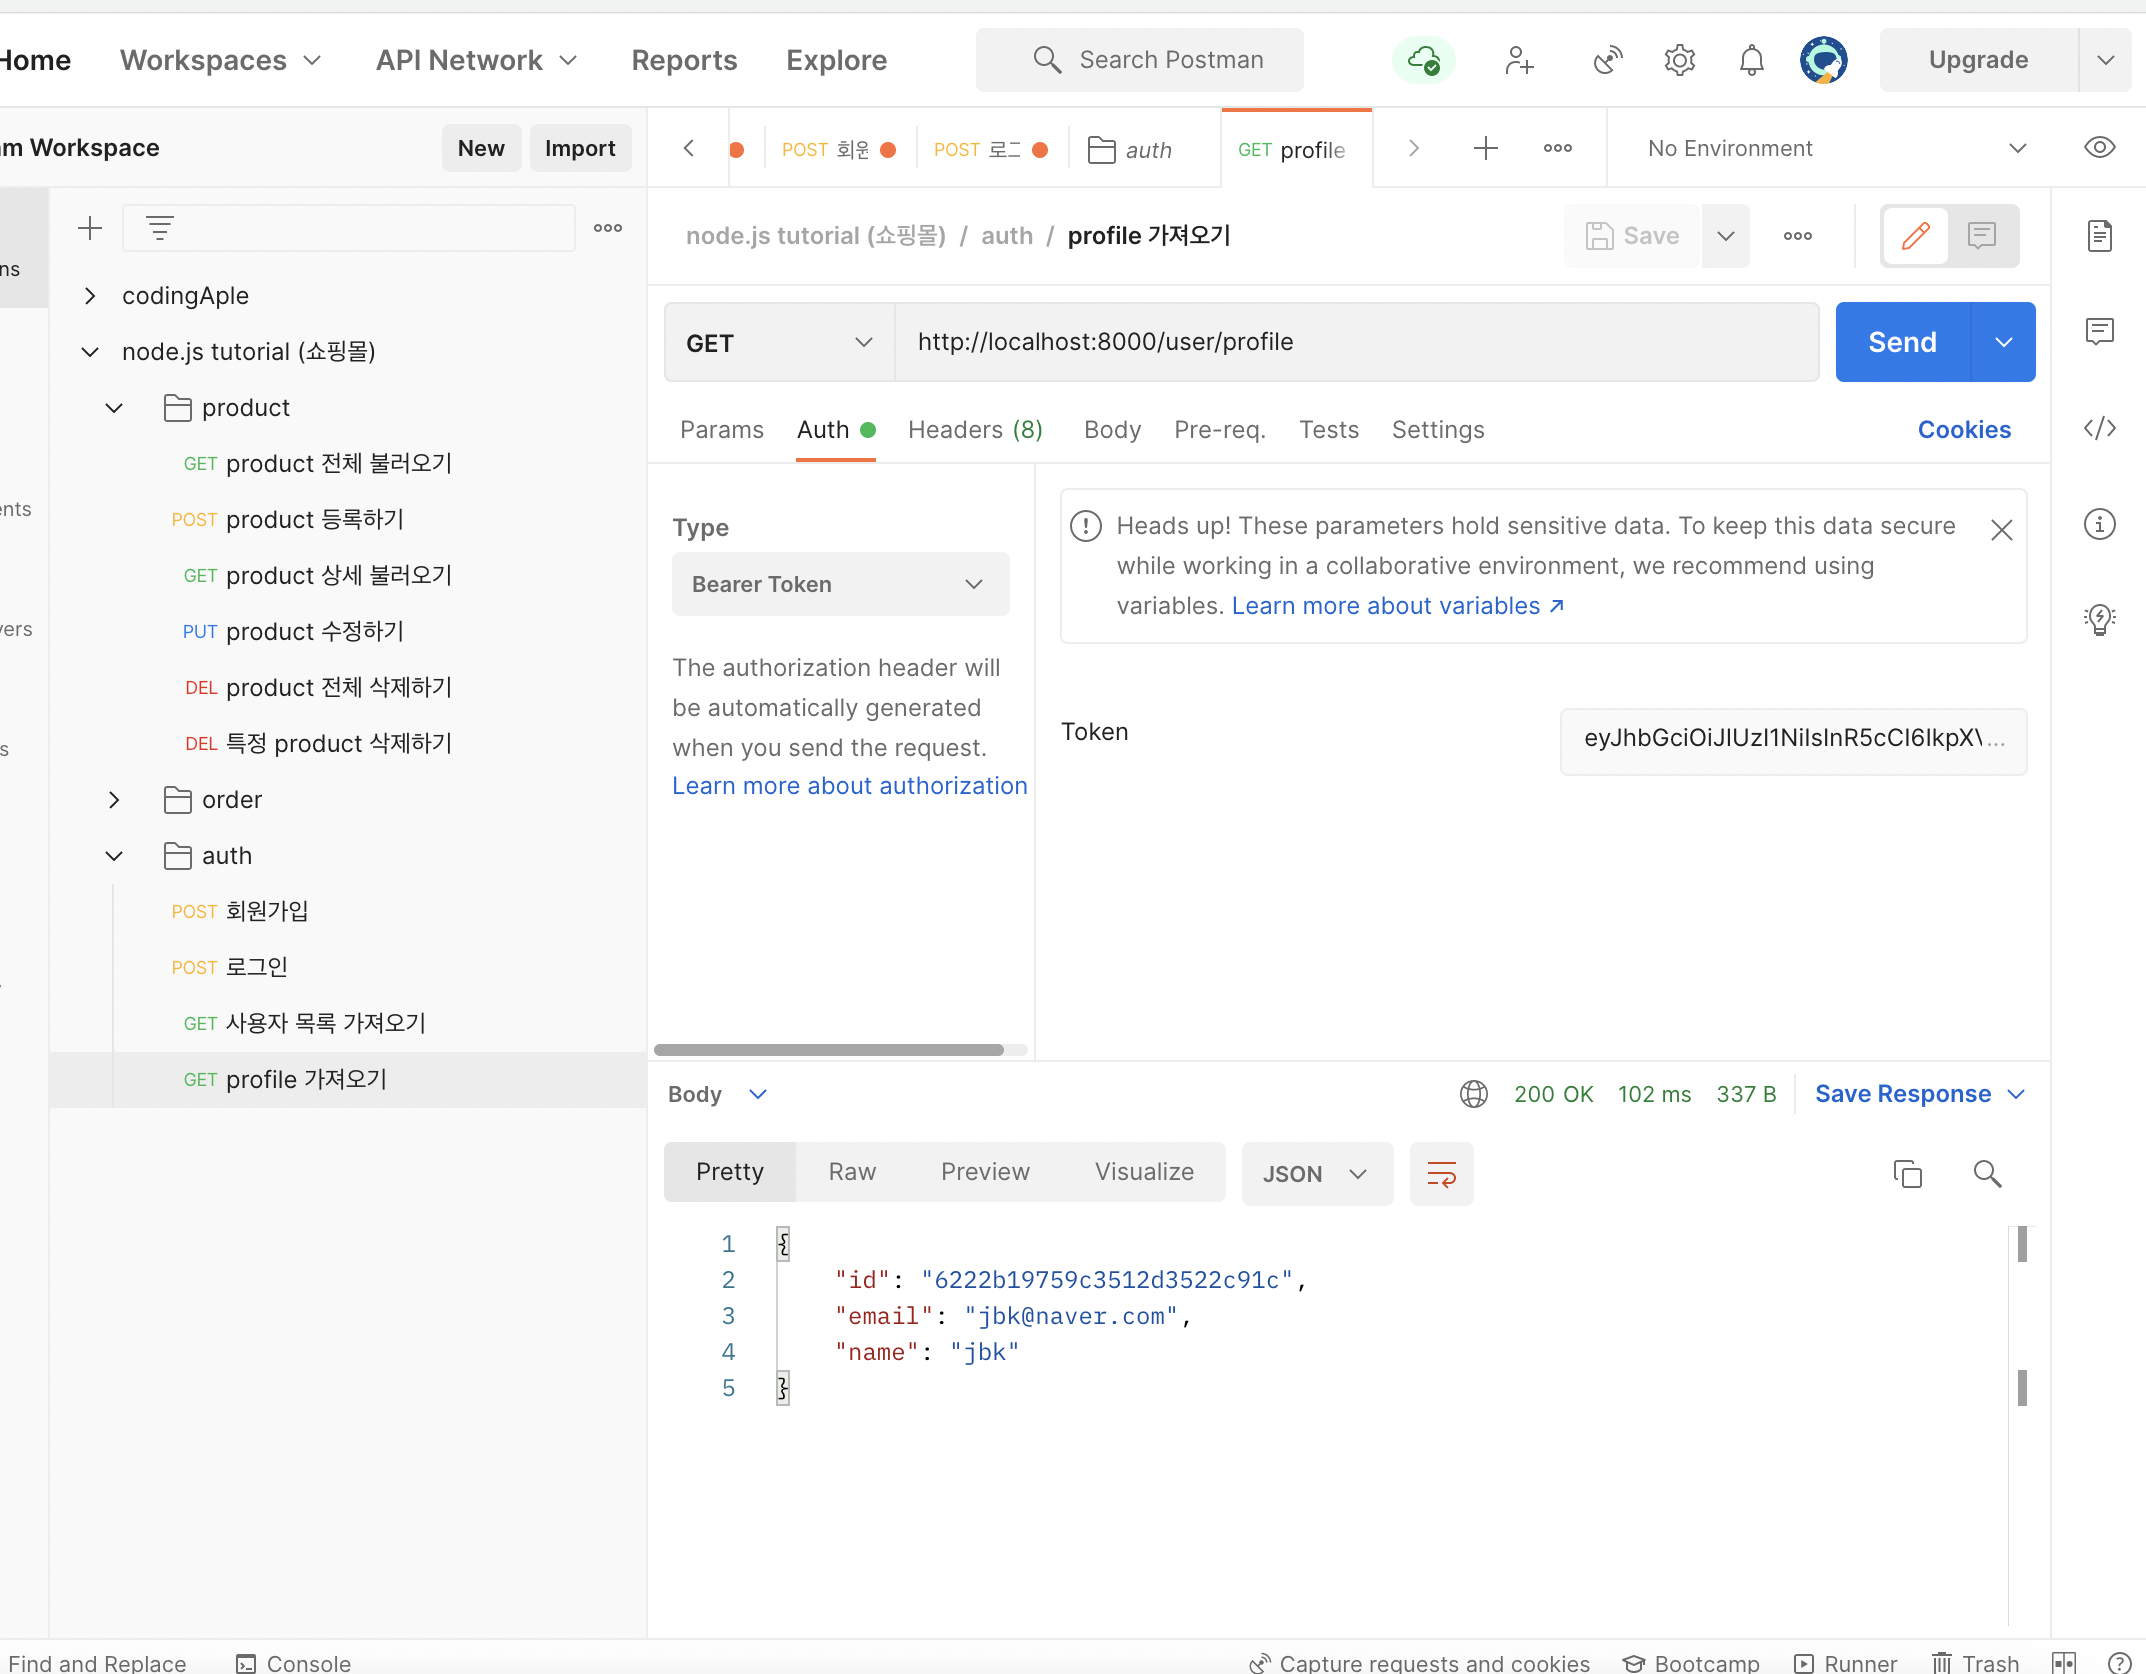 Home Workspaces API Network Reports Explore Search Postman Upgrade
Workspace New Import
POST POST auth GET profile No Environment
node.js tutorial (쇼핑몰) / auth / profile 가져오기 Save
codingAple
node.js tutorial (쇼핑몰)
product
GET product 전체 불러오기
POST product 등록하기
GET product 상세 불러오기
PUT product 수정하기
DEL product 전체 삭제하기
DEL 특정 product 삭제하기
order
auth
POST 회원가입
POST 로그인
GET 사용자 목록 가져오기
GET profile 가져오기
GET http://localhost:8000/user/profile Send
Params Auth Headers (8) Body Pre-req. Tests Settings Cookies
Type
Bearer Token
The authorization header will
be automatically generated
when you send the request.
Learn more about authorization
Heads up! These parameters hold sensitive data. To keep this data secure
while working in a collaborative environment, we recommend using
variables. Learn more about variables ↗
Token eyJhbGciOiJIUzI1NiIsInR5cCI6IkpXV...
Body 200 OK 102 ms 337 B Save Response
Pretty Raw Preview Visualize JSON
1 {
2 "id": "6222b19759c3512d3522c91c",
3 "email": "jbk@naver.com",
4 "name": "jbk"
5 }
Find and Replace Console Capture requests and cookies Bootcamp Runner Trash